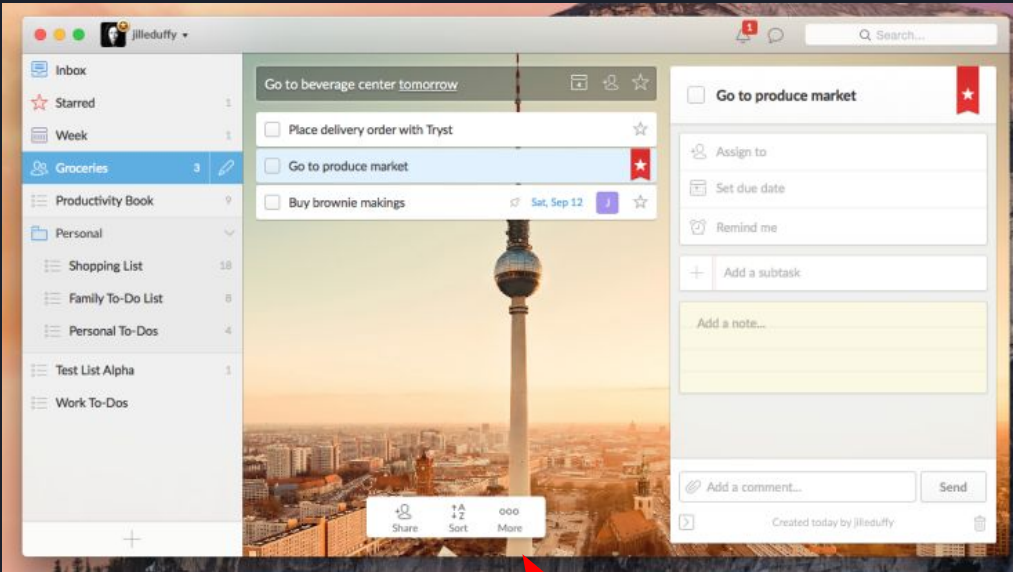 jilleduffy
1
Search...
Inbox
Starred 1
Week 1
Groceries 3
Productivity Book 9
Personal
Shopping List 18
Family To-Do List 8
Personal To-Dos 4
Test List Alpha 1
Work To-Dos
Go to beverage center tomorrow
Place delivery order with Tryst
Go to produce market
Buy brownie makings Sat, Sep 12 J
Share
Sort
More
A
Z
Go to produce market
Assign to
Set due date
Remind me
Add a subtask
Add a note...
Add a comment...
Send
Created today by jilleduffy